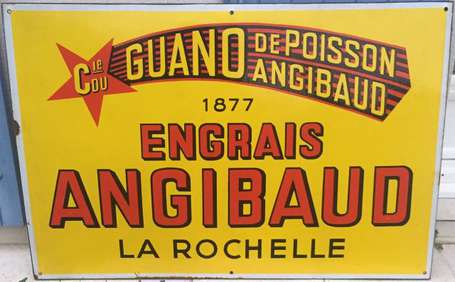 Cie DU GUANO DE POISSON ANGIBAUD
1877
ENGRAIS
ANGIBAUD
LA ROCHELLE